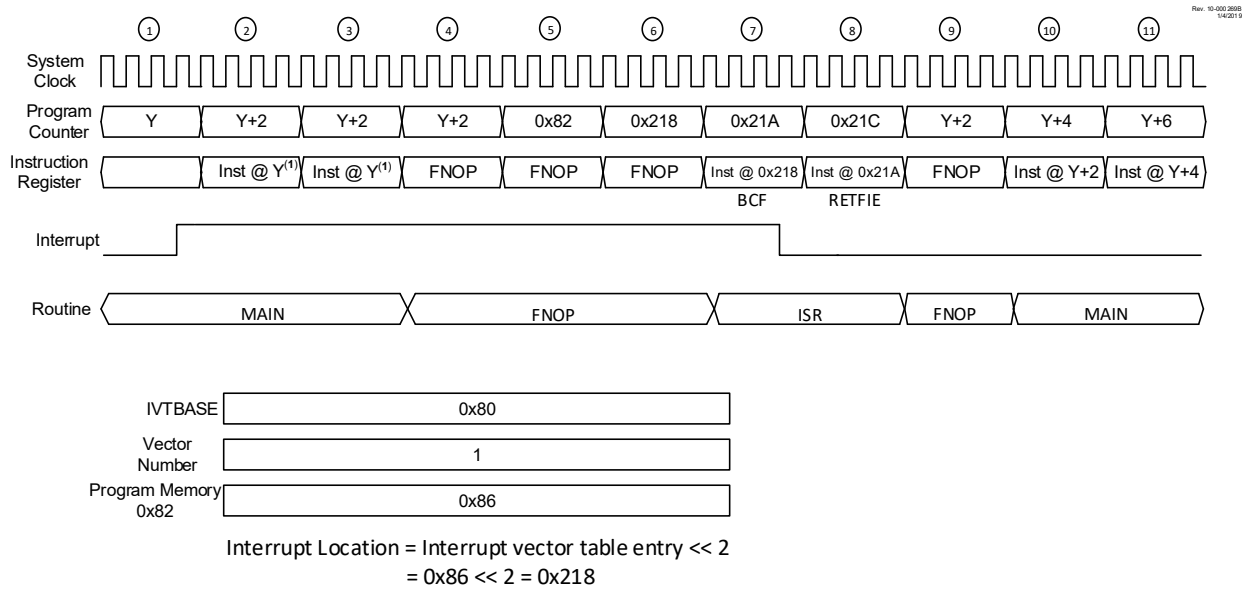 Rev. 10-000269B
1/4/2019
1 2 3 4 5 6 7 8 9 10 11
System
Clock
Program
Counter
Y Y+2 Y+2 Y+2 0x82 0x218 0x21A 0x21C Y+2 Y+4 Y+6
Instruction
Register
Inst @ Y(1) Inst @ Y(1) FNOP FNOP FNOP Inst @ 0x218 Inst @ 0x21A FNOP Inst @ Y+2 Inst @ Y+4
BCF RETFIE
Interrupt
Routine MAIN FNOP ISR FNOP MAIN
IVTBASE 0x80
Vector
Number
1
Program Memory
0x82
0x86
Interrupt Location = Interrupt vector table entry << 2
= 0x86 << 2 = 0x218